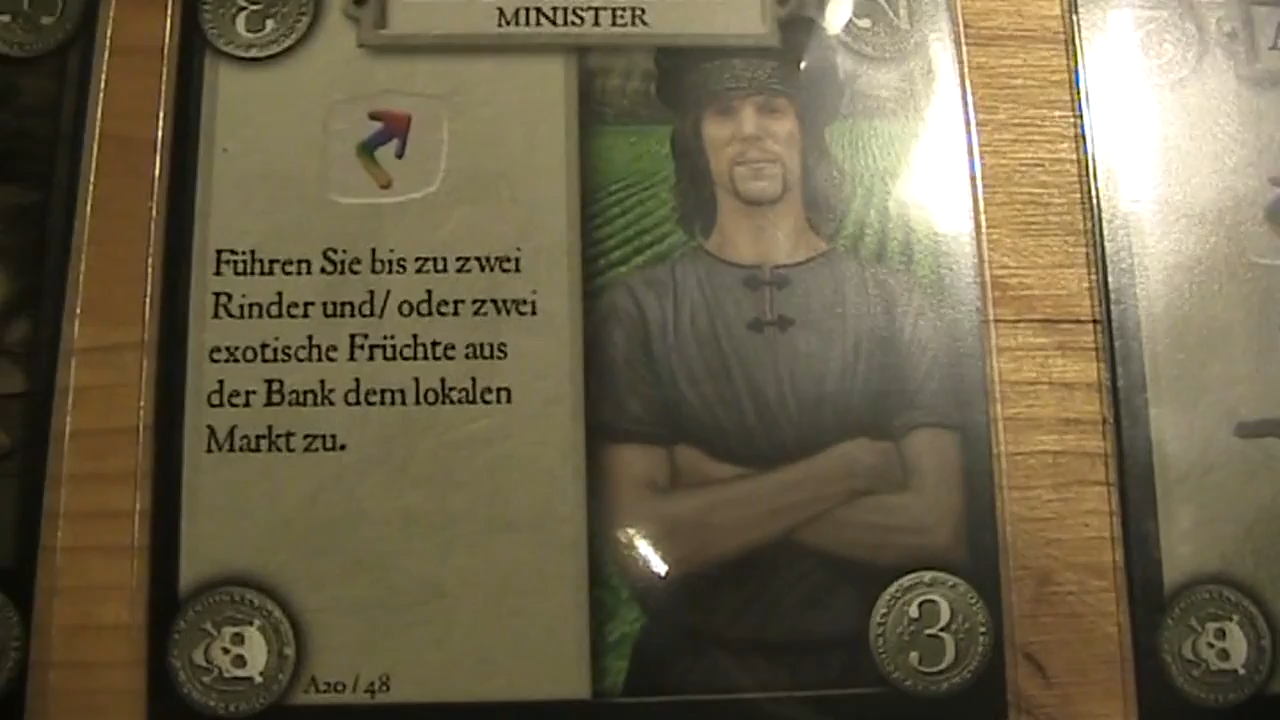 3
MINISTER
Führen Sie bis zu zwei
Rinder und/ oder zwei
exotische Früchte aus
der Bank dem lokalen
Markt zu.
3
A20 / 48